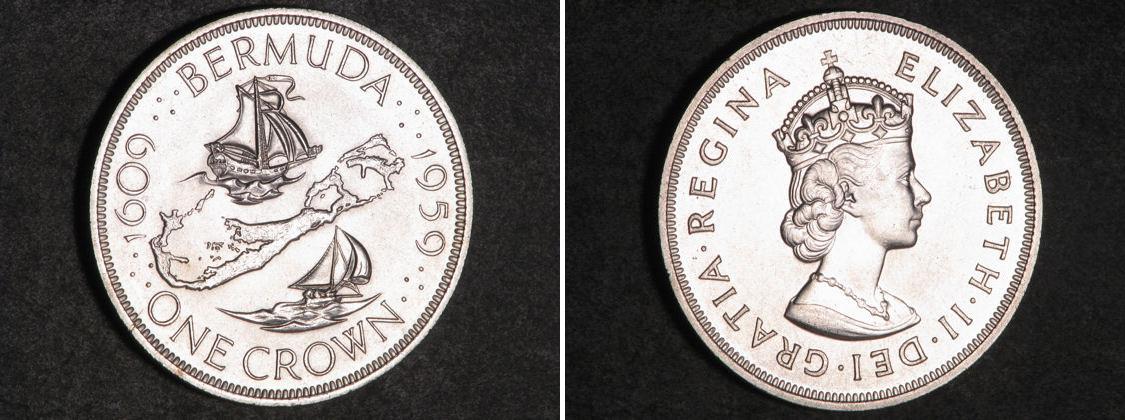 BERMUDA
1609
1959
ONE CROWN
ELIZABETH·II·DEI·GRATIA·REGINA